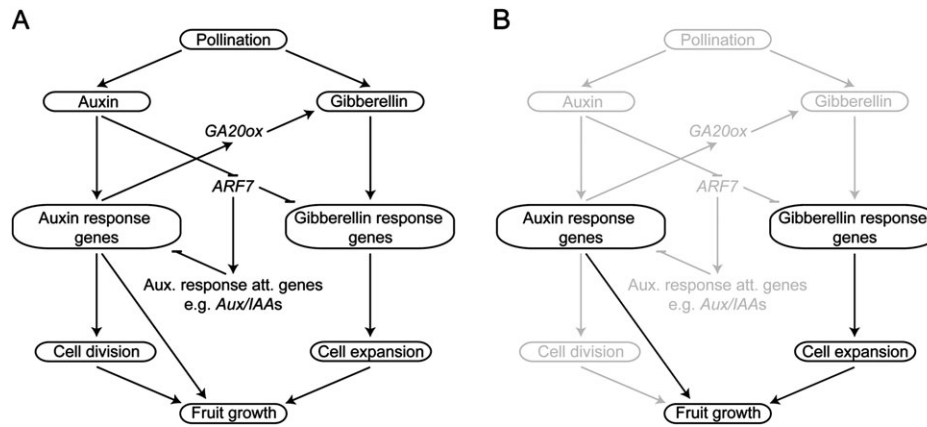 A
Pollination
Auxin
Gibberellin
GA20ox
ARF7
Auxin response
genes
Gibberellin response
genes
Aux. response att. genes
e.g. Aux/IAAs
Cell division
Cell expansion
Fruit growth
B
Pollination
Auxin
Gibberellin
GA20ox
ARF7
Auxin response
genes
Gibberellin response
genes
Aux. response att. genes
e.g. Aux/IAAs
Cell division
Cell expansion
Fruit growth